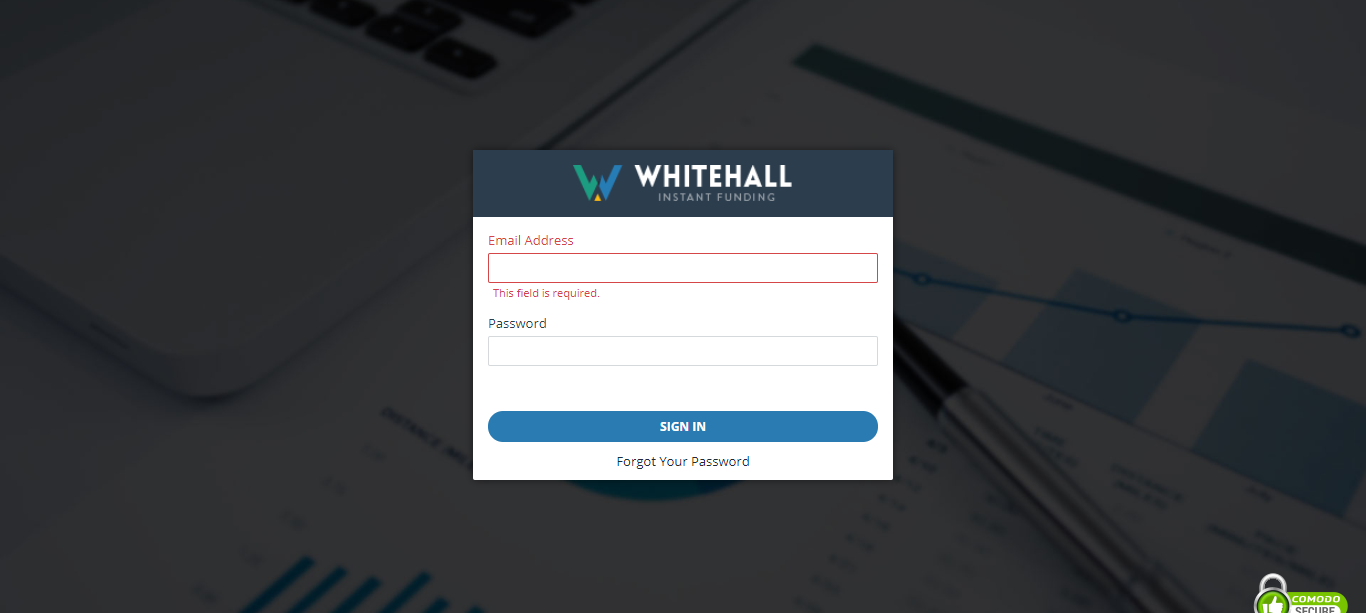 WHITEHALL
INSTANT FUNDING
Email Address
This field is required.
Password
SIGN IN
Forgot Your Password
COMODO
SECURE